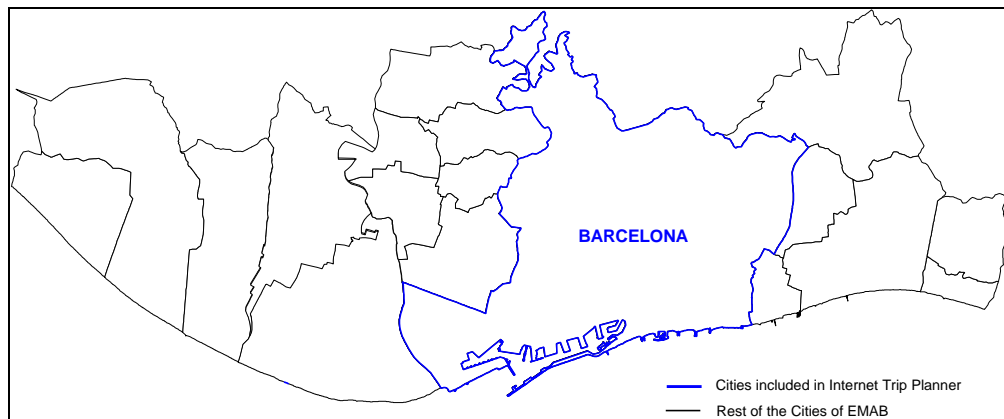 BARCELONA
Cities included in Internet Trip Planner
Rest of the Cities of EMAB